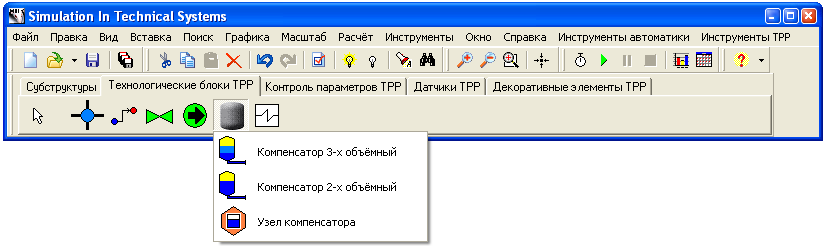 Simulation In Technical Systems
Файл Правка Вид Вставка Поиск Графика Масштаб Расчёт Инструменты Окно Справка Инструменты автоматики Инструменты ТРР
Субструктуры Технологические блоки ТРР Контроль параметров ТРР Датчики ТРР Декоративные элементы ТРР
Компенсатор 3-х объёмный
Компенсатор 2-х объёмный
Узел компенсатора